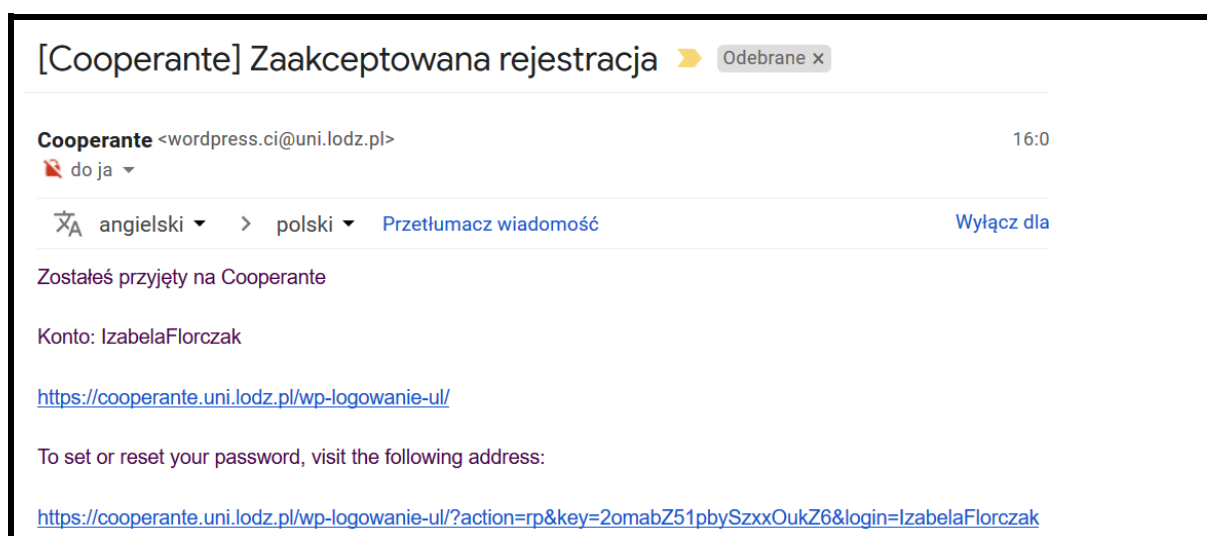 [Cooperante] Zaakceptowana rejestracja Odebrane x
Cooperante <wordpress.ci@uni.lodz.pl> 16:0
do ja
angielski > polski Przetłumacz wiadomość Wyłącz dla
Zostałeś przyjęty na Cooperante
Konto: IzabelaFlorczak
https://cooperante.uni.lodz.pl/wp-logowanie-ul/
To set or reset your password, visit the following address:
https://cooperante.uni.lodz.pl/wp-logowanie-ul/?action=rp&key=2omabZ51pbySzxxOukZ6&login=IzabelaFlorczak